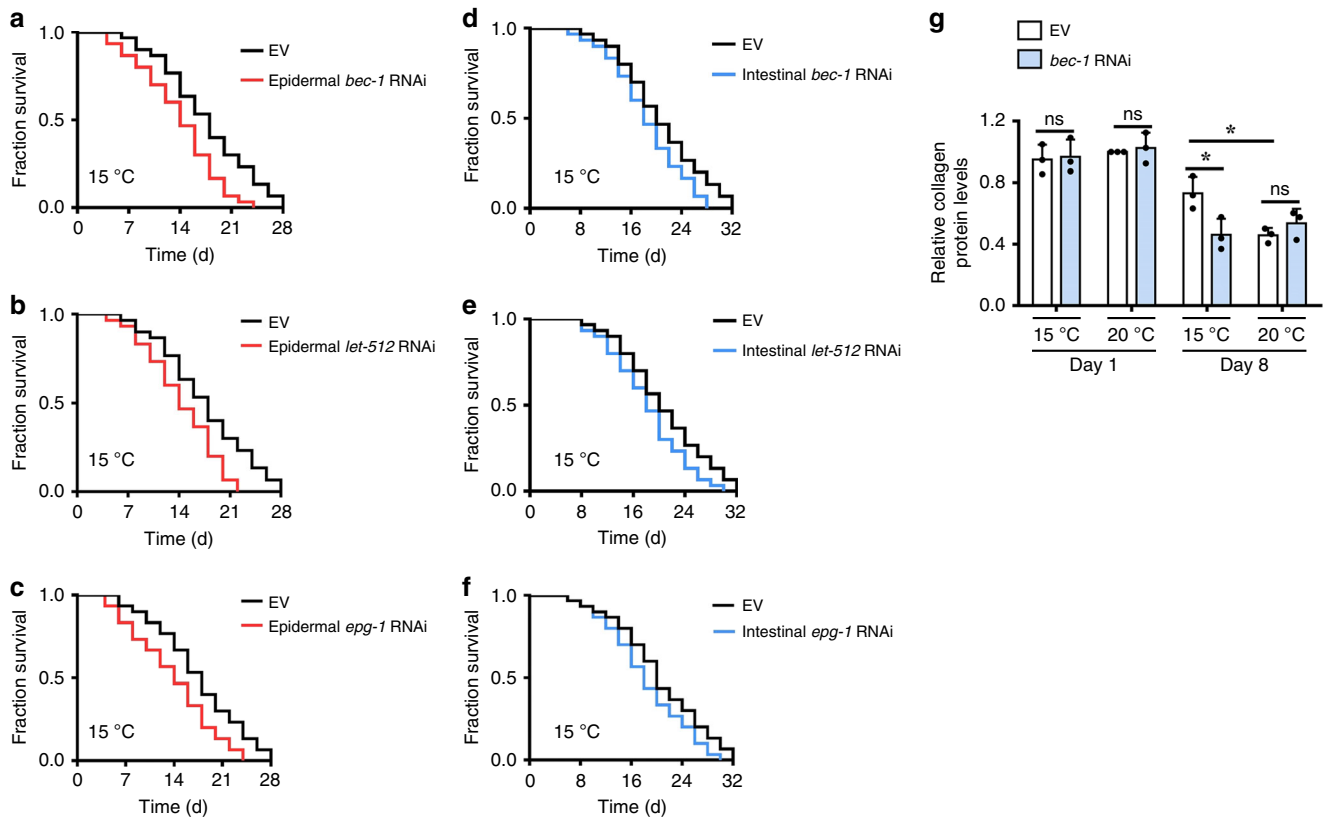 a
1.0
0.5
0.0
Fraction survival
EV
Epidermal bec-1 RNAi
15 °C
0 7 14 21 28
Time (d)
b
1.0
0.5
0.0
Fraction survival
EV
Epidermal let-512 RNAi
15 °C
0 7 14 21 28
Time (d)
c
1.0
0.5
0.0
Fraction survival
EV
Epidermal epg-1 RNAi
15 °C
0 7 14 21 28
Time (d)
d
1.0
0.5
0.0
Fraction survival
EV
Intestinal bec-1 RNAi
15 °C
0 8 16 24 32
Time (d)
e
1.0
0.5
0.0
Fraction survival
EV
Intestinal let-512 RNAi
15 °C
0 8 16 24 32
Time (d)
f
1.0
0.5
0.0
Fraction survival
EV
Intestinal epg-1 RNAi
15 °C
0 8 16 24 32
Time (d)
g
EV
bec-1 RNAi
1.2
0.8
0.4
0.0
Relative collagen
protein levels
ns ns * * ns
15 °C 20 °C 15 °C 20 °C
Day 1 Day 8